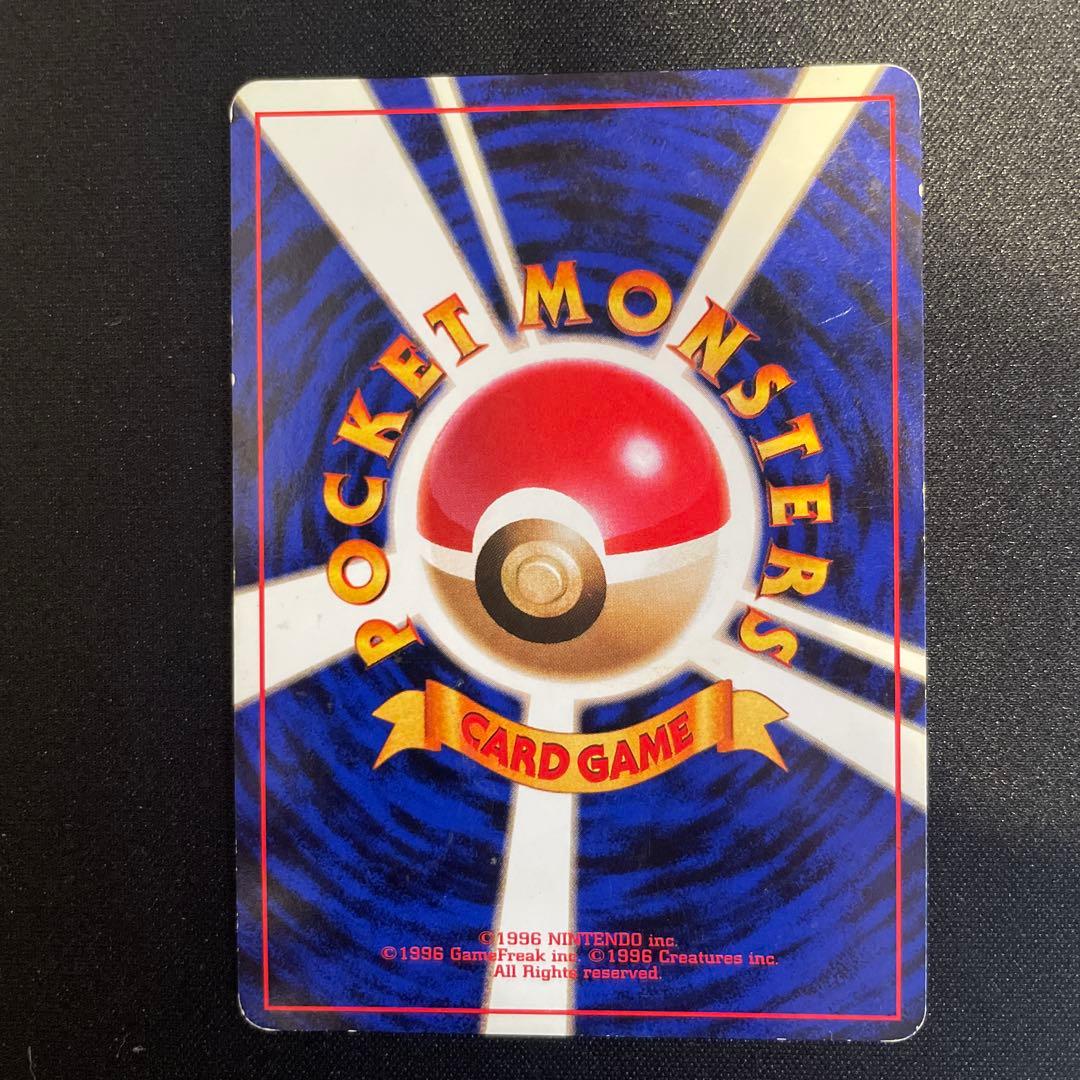 POCKET MONSTERS
CARD GAME
©1996 NINTENDO inc.
©1996 GameFreak inc. ©1996 Creatures inc.
All Rights reserved.